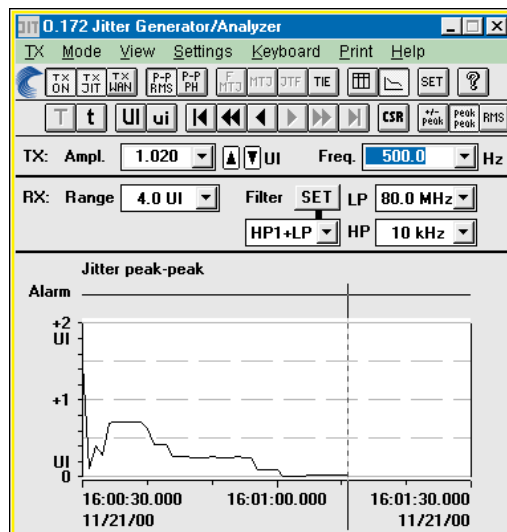 JIT O.172 Jitter Generator/Analyzer
TX Mode View Settings Keyboard Print Help
TX ON TX JIT TX WAN P-P RMS P-P PH F MTJ MTJ JTF TIE SET ?
T t UI ui CSR +/- peak peak peak RMS
TX: Ampl. 1.020 UI Freq. 500.0 Hz
RX: Range 4.0 UI Filter SET LP 80.0 MHz
HP1+LP HP 10 kHz
Jitter peak-peak
Alarm
+2
UI
+1
UI
0
16:00:30.000 16:01:00.000 16:01:30.000
11/21/00 11/21/00